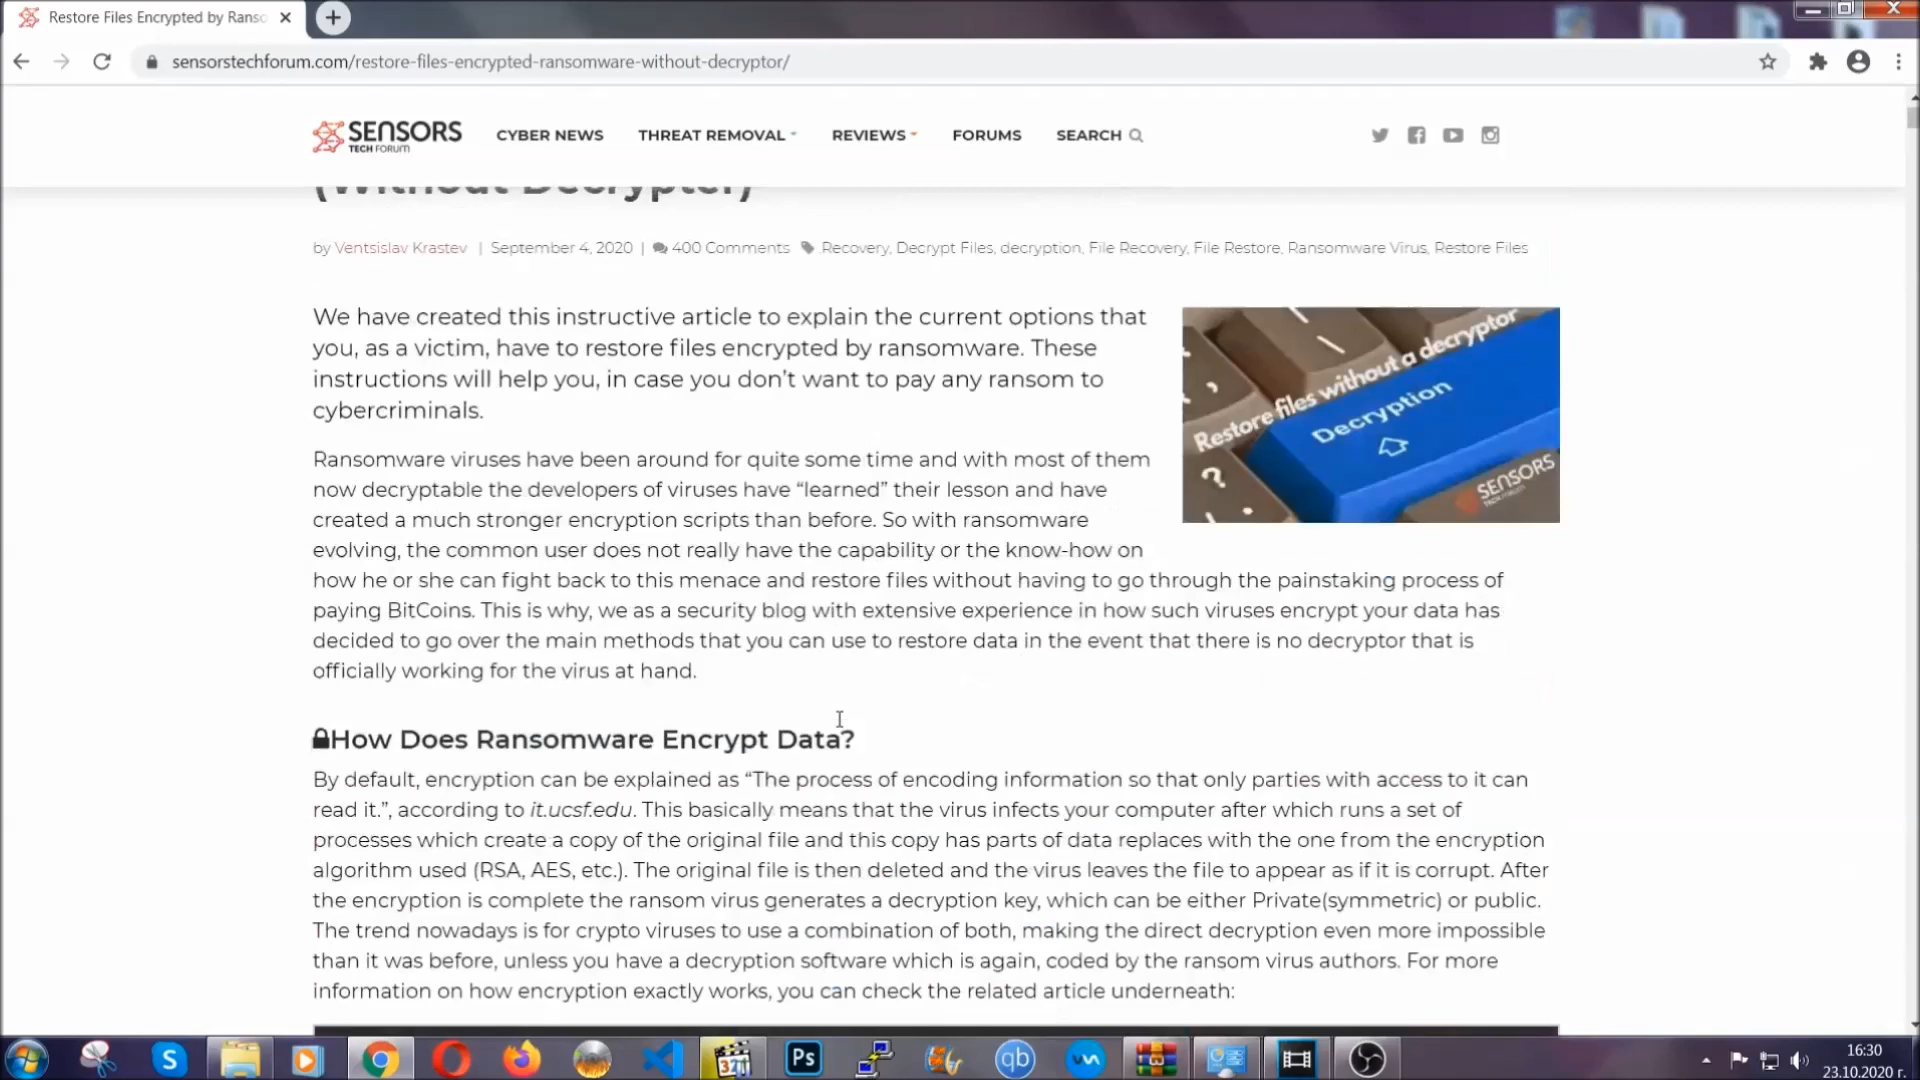 Restore Files Encrypted by Ranso
sensorstechforum.com/restore-files-encrypted-ransomware-without-decryptor/
SENSORS
TECH FORUM
CYBER NEWS
THREAT REMOVAL
REVIEWS
FORUMS
SEARCH
(Without Decrypter)
by Ventsislav Krastev | September 4, 2020 | 400 Comments Recovery, Decrypt Files, decryption, File Recovery, File Restore, Ransomware Virus, Restore Files
We have created this instructive article to explain the current options that
you, as a victim, have to restore files encrypted by ransomware. These
instructions will help you, in case you don’t want to pay any ransom to
cybercriminals.
Restore files without a decryptor
Decryption
SENSORS
Ransomware viruses have been around for quite some time and with most of them
now decryptable the developers of viruses have “learned” their lesson and have
created a much stronger encryption scripts than before. So with ransomware
evolving, the common user does not really have the capability or the know-how on
how he or she can fight back to this menace and restore files without having to go through the painstaking process of
paying BitCoins. This is why, we as a security blog with extensive experience in how such viruses encrypt your data has
decided to go over the main methods that you can use to restore data in the event that there is no decryptor that is
officially working for the virus at hand.
How Does Ransomware Encrypt Data?
By default, encryption can be explained as “The process of encoding information so that only parties with access to it can
read it.”, according to it.ucsf.edu. This basically means that the virus infects your computer after which runs a set of
processes which create a copy of the original file and this copy has parts of data replaces with the one from the encryption
algorithm used (RSA, AES, etc.). The original file is then deleted and the virus leaves the file to appear as if it is corrupt. After
the encryption is complete the ransom virus generates a decryption key, which can be either Private(symmetric) or public.
The trend nowadays is for crypto viruses to use a combination of both, making the direct decryption even more impossible
than it was before, unless you have a decryption software which is again, coded by the ransom virus authors. For more
information on how encryption exactly works, you can check the related article underneath:
321
Ps
qb
16:30
23.10.2020 г.